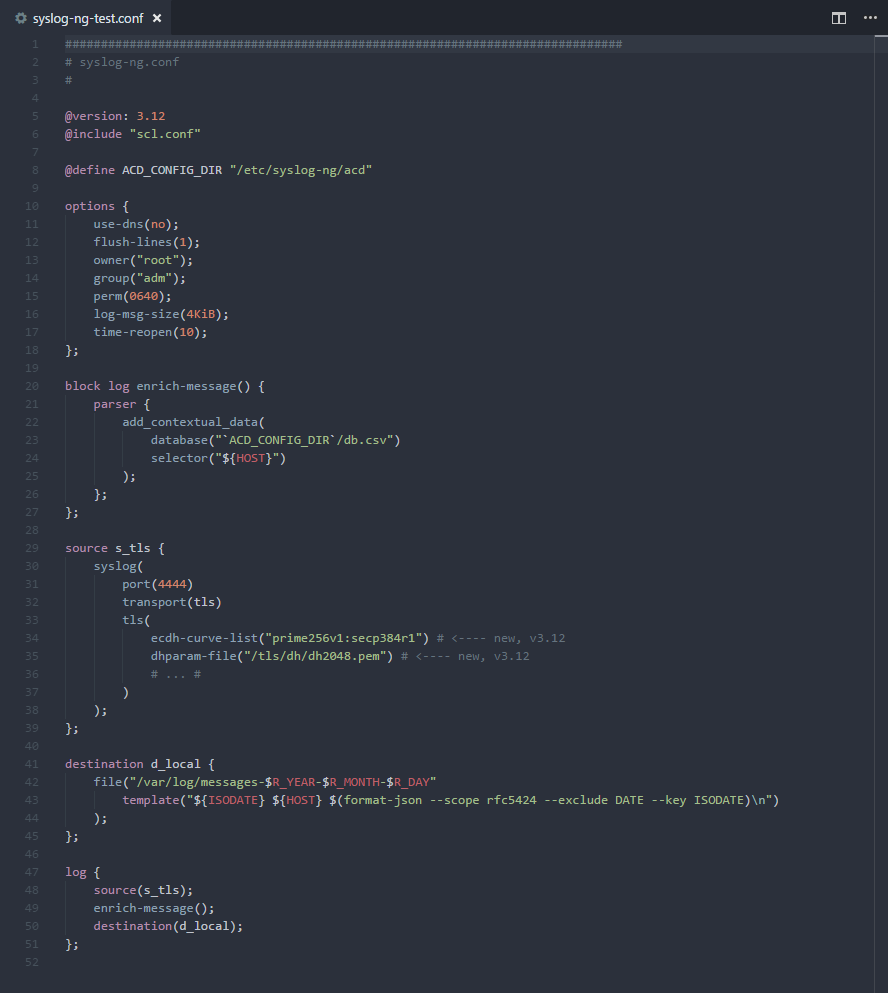 syslog-ng-test.conf
1 ##############################################################################
2 # syslog-ng.conf
3 #
4
5 @version: 3.12
6 @include "scl.conf"
7
8 @define ACD_CONFIG_DIR "/etc/syslog-ng/acd"
9
10 options {
11     use-dns(no);
12     flush-lines(1);
13     owner("root");
14     group("adm");
15     perm(0640);
16     log-msg-size(4KiB);
17     time-reopen(10);
18 };
19
20 block log enrich-message() {
21     parser {
22         add_contextual_data(
23             database("`ACD_CONFIG_DIR`/db.csv")
24             selector("${HOST}")
25         );
26     };
27 };
28
29 source s_tls {
30     syslog(
31         port(4444)
32         transport(tls)
33         tls(
34             ecdh-curve-list("prime256v1:secp384r1") # <---- new, v3.12
35             dhparam-file("/tls/dh/dh2048.pem") # <---- new, v3.12
36             # ... #
37         )
38     );
39 };
40
41 destination d_local {
42     file("/var/log/messages-$R_YEAR-$R_MONTH-$R_DAY"
43         template("${ISODATE} ${HOST} $(format-json --scope rfc5424 --exclude DATE --key ISODATE)\n")
44     );
45 };
46
47 log {
48     source(s_tls);
49     enrich-message();
50     destination(d_local);
51 };
52